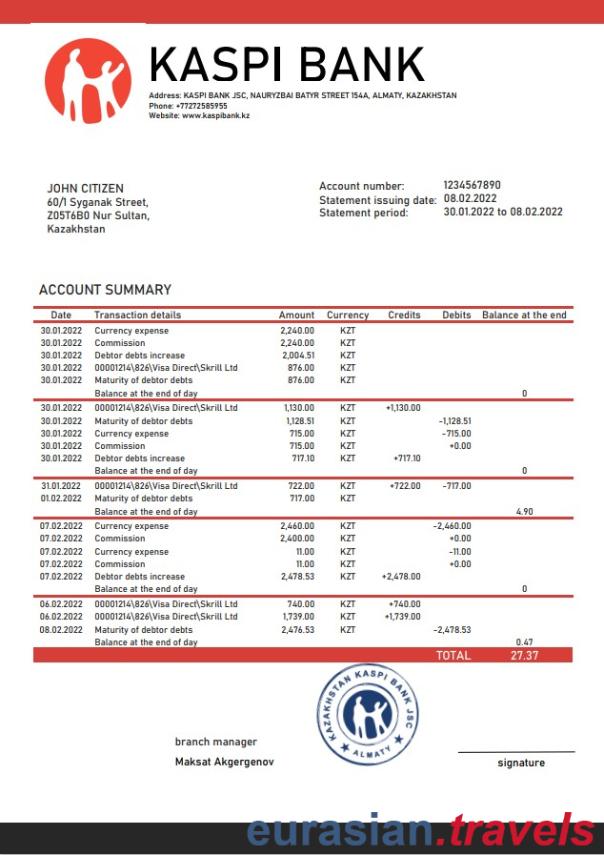 KASPI BANK
Address: KASPI BANK JSC, NAURYZBAI BATYR STREET 154A, ALMATY, KAZAKHSTAN
Phone: +77272585955
Website: www.kaspibank.kz
JOHN CITIZEN
60/1 Syganak Street,
Z05T6B0 Nur Sultan,
Kazakhstan
Account number: 1234567890
Statement issuing date: 08.02.2022
Statement period: 30.01.2022 to 08.02.2022
ACCOUNT SUMMARY
Date Transaction details Amount Currency Credits Debits Balance at the end
30.01.2022 Currency expense 2,240.00 KZT
30.01.2022 Commission 2,240.00 KZT
30.01.2022 Debtor debts increase 2,004.51 KZT
30.01.2022 00001214\826\Visa Direct\Skrill Ltd 876.00 KZT
30.01.2022 Maturity of debtor debts 876.00 KZT
Balance at the end of day 0
30.01.2022 00001214\826\Visa Direct\Skrill Ltd 1,130.00 KZT +1,130.00
30.01.2022 Maturity of debtor debts 1,128.51 KZT -1,128.51
30.01.2022 Currency expense 715.00 KZT -715.00
30.01.2022 Commission 715.00 KZT +0.00
30.01.2022 Debtor debts increase 717.10 KZT +717.10
Balance at the end of day 0
31.01.2022 00001214\826\Visa Direct\Skrill Ltd 722.00 KZT +722.00 -717.00
01.02.2022 Maturity of debtor debts 717.00 KZT
Balance at the end of day 4.90
07.02.2022 Currency expense 2,460.00 KZT -2,460.00
07.02.2022 Commission 2,400.00 KZT +0.00
07.02.2022 Currency expense 11.00 KZT -11.00
07.02.2022 Commission 11.00 KZT +0.00
07.02.2022 Debtor debts increase 2,478.53 KZT +2,478.00
Balance at the end of day 0
06.02.2022 00001214\826\Visa Direct\Skrill Ltd 740.00 KZT +740.00
06.02.2022 00001214\826\Visa Direct\Skrill Ltd 1,739.00 KZT +1,739.00
08.02.2022 Maturity of debtor debts 2,476.53 KZT -2,478.53
Balance at the end of day 0.47
TOTAL 27.37
KAZAKHSTAN KASPI BANK JSC
ALMATY
branch manager
Maksat Akgergenov
signature
eurasian.travels